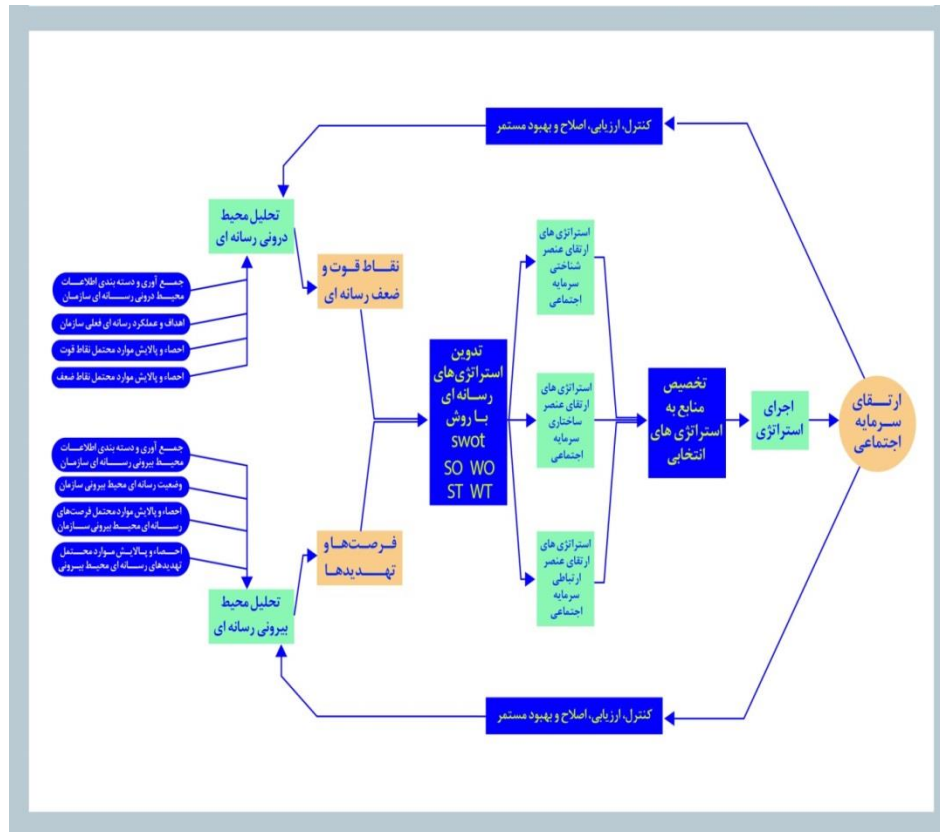 کنترل، ارزیابی، اصلاح و بهبود مستمر
تحلیل محیط
درونی رسانه ای
جمع آوری و دسته بندی اطلاعات
محیط درونی رسانه ای سازمان
اهداف و عملکرد رسانه ای فعلی سازمان
احصاء و پالایش موارد محتمل نقاط قوت
احصاء و پالایش موارد محتمل نقاط ضعف
نقاط قوت و
ضعف رسانه ای
جمع آوری و دسته بندی اطلاعات
محیط بیرونی رسانه ای سازمان
وضعیت رسانه ای محیط بیرونی سازمان
احصاء و پالایش موارد محتمل فرصت‌های
رسانه ای محیط بیرونی سازمان
احصاء و پالایش موارد محتمل
تهدیدهای رسانه ای محیط بیرونی
تحلیل محیط
بیرونی رسانه ای
فرصت‌ها و
تهدیدها
تدوین
استراتژی‌های
رسانه ای
با روش
swot
SO WO
ST WT
استراتژی های
ارتقای عنصر
شناختی
سرمایه
اجتماعی
استراتژی های
ارتقای عنصر
ساختاری
سرمایه
اجتماعی
استراتژی های
ارتقای عنصر
ارتباطی
سرمایه
اجتماعی
تخصیص
منابع به
استراتژی های
انتخابی
اجرای
استراتژی
ارتقای
سرمایه
اجتماعی
کنترل، ارزیابی، اصلاح و بهبود مستمر